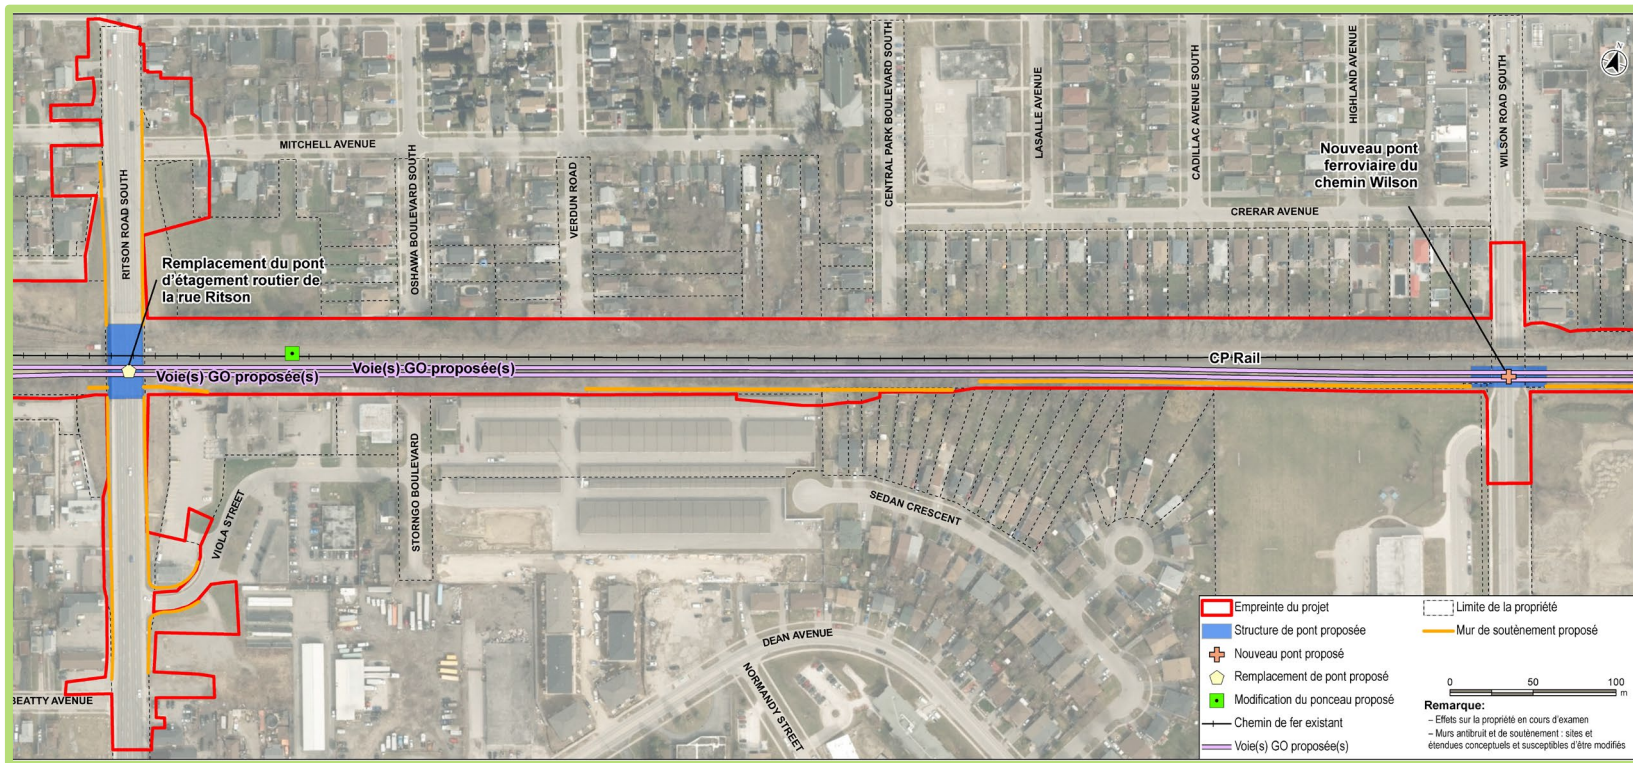 N
MITCHELL AVENUE
RITSON ROAD SOUTH
OSHAWA BOULEVARD SOUTH
VERDUN ROAD
CENTRAL PARK BOULEVARD SOUTH
LASALLE AVENUE
CADILLAC AVENUE SOUTH
HIGHLAND AVENUE
WILSON ROAD SOUTH
Nouveau pont
ferroviaire du
chemin Wilson
CRERAR AVENUE
Remplacement du pont
d'étagement routier de
la rue Ritson
CP Rail
Voie(s) GO proposée(s)
Voie(s) GO proposée(s)
STORNGO BOULEVARD
VIOLA STREET
SEDAN CRESCENT
DEAN AVENUE
NORMANDY STREET
BEATTY AVENUE
Empreinte du projet
Structure de pont proposée
Nouveau pont proposé
Remplacement de pont proposé
Modification du ponceau proposé
Chemin de fer existant
Voie(s) GO proposée(s)
Limite de la propriété
Mur de soutènement proposé
0 50 100
m
Remarque:
– Effets sur la propriété en cours d'examen
– Murs antibruit et de soutènement : sites et
étendues conceptuels et susceptibles d'être modifiés